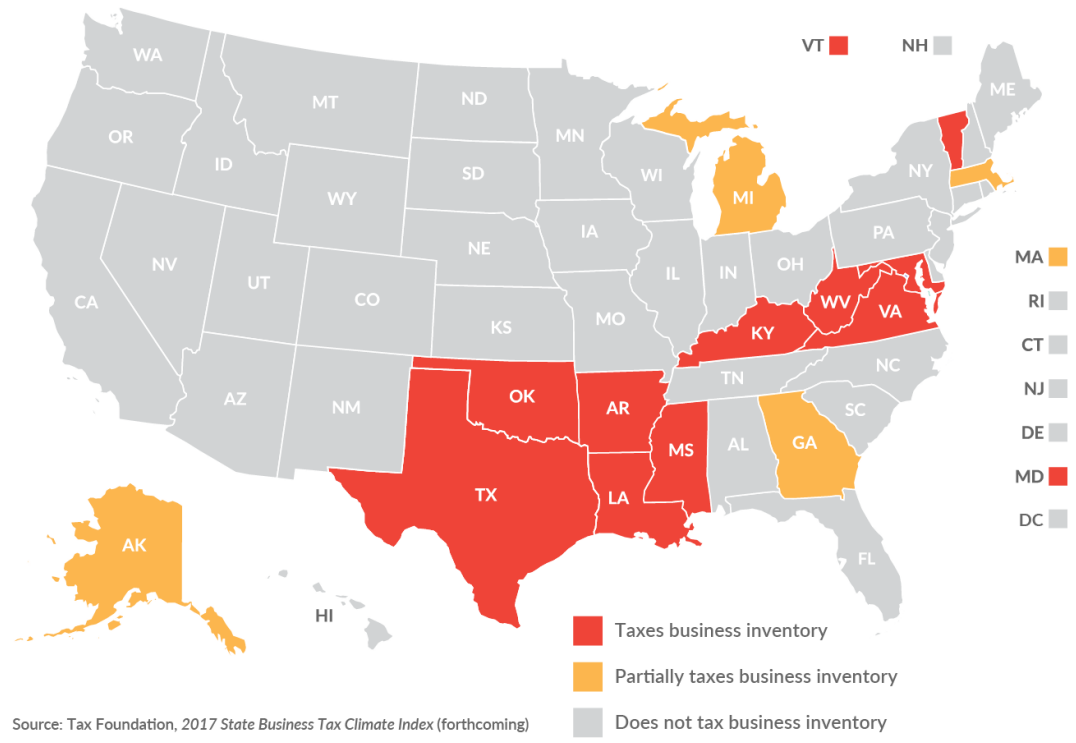 VT
NH
WA
MT
ND
MN
ME
OR
ID
SD
WI
NY
WY
MI
IA
NE
PA
NV
UT
CO
IL
IN
OH
MA
CA
KS
MO
WV
VA
RI
KY
CT
AZ
NM
OK
AR
TN
NC
NJ
MS
AL
GA
SC
DE
TX
LA
MD
AK
DC
FL
HI
Taxes business inventory
Partially taxes business inventory
Does not tax business inventory
Source: Tax Foundation, 2017 State Business Tax Climate Index (forthcoming)